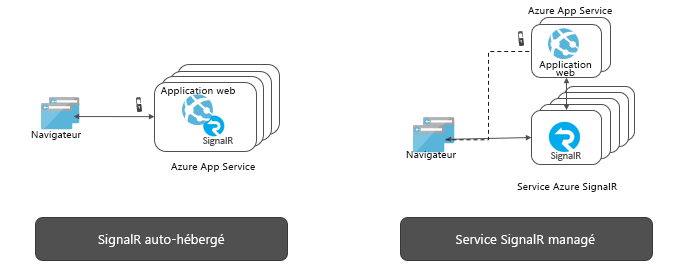 Application web
SignalR
Navigateur
Azure App Service
SignalR auto-hébergé
Azure App Service
Application
web
SignalR
Navigateur
Service Azure SignalR
Service SignalR managé